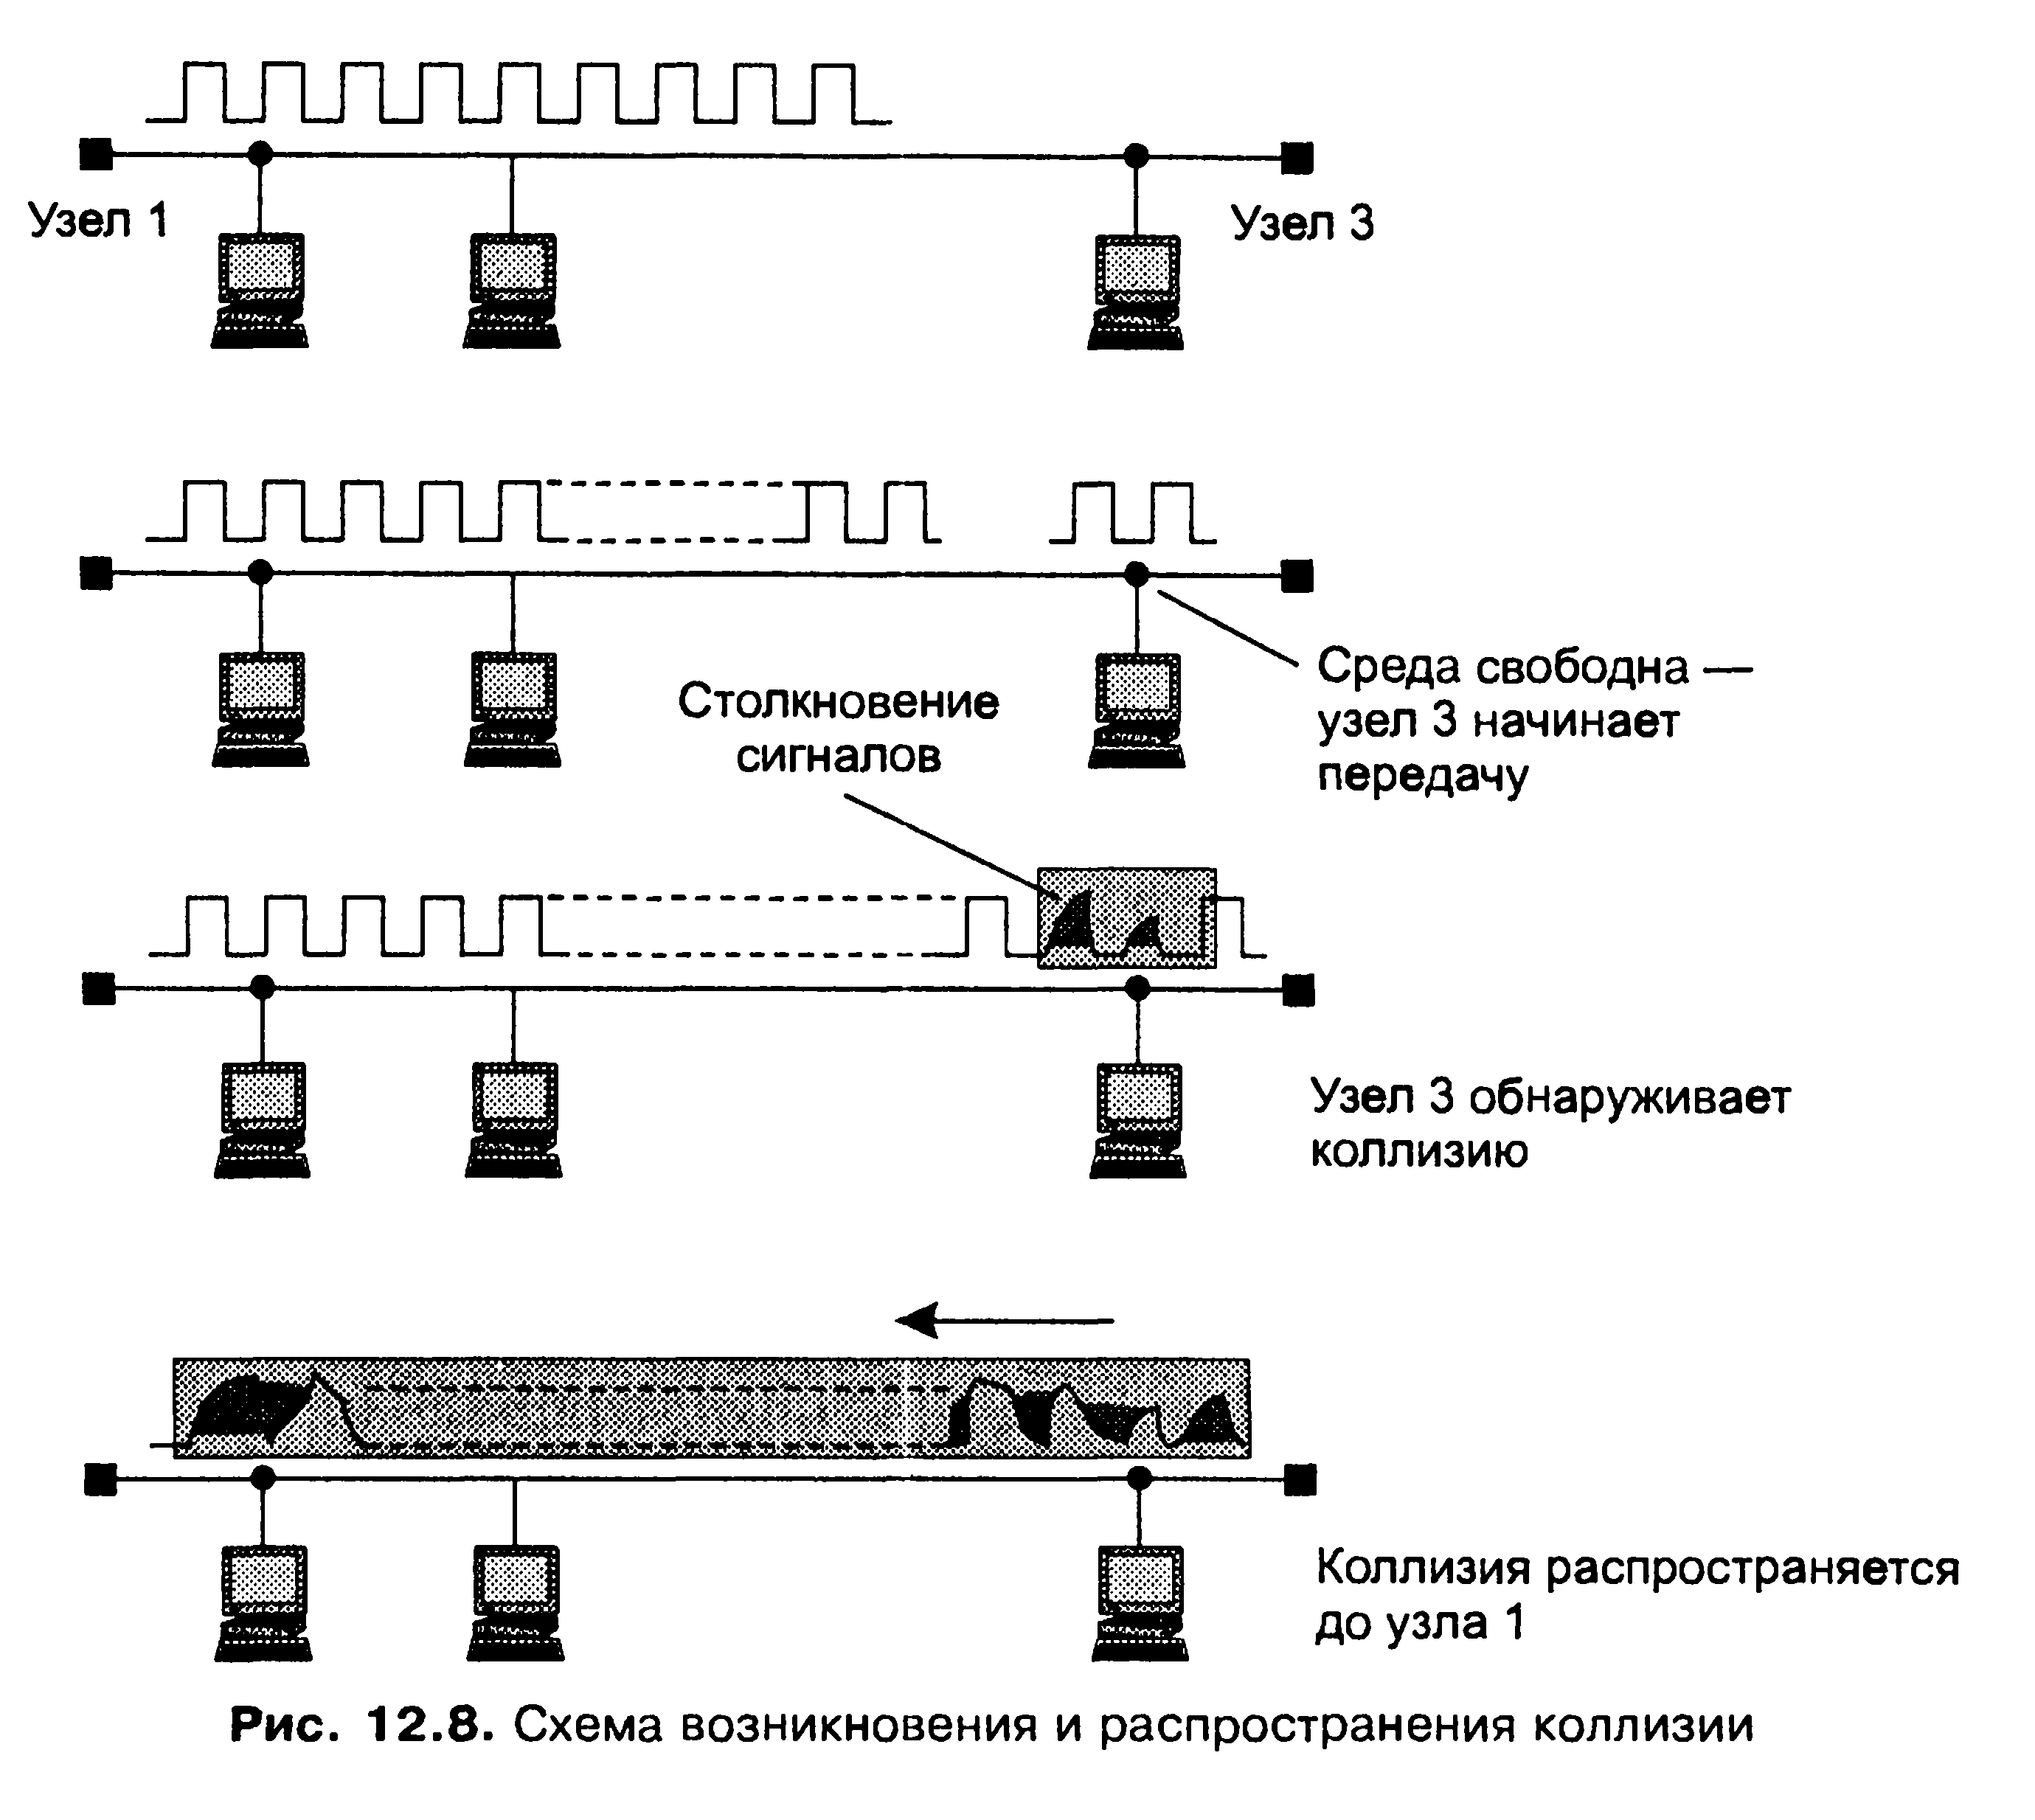 Узел 1
Узел 3
Среда свободна —
узел 3 начинает
передачу
Столкновение
сигналов
Узел 3 обнаруживает
коллизию
Коллизия распространяется
до узла 1
Рис. 12.8. Схема возникновения и распространения коллизии